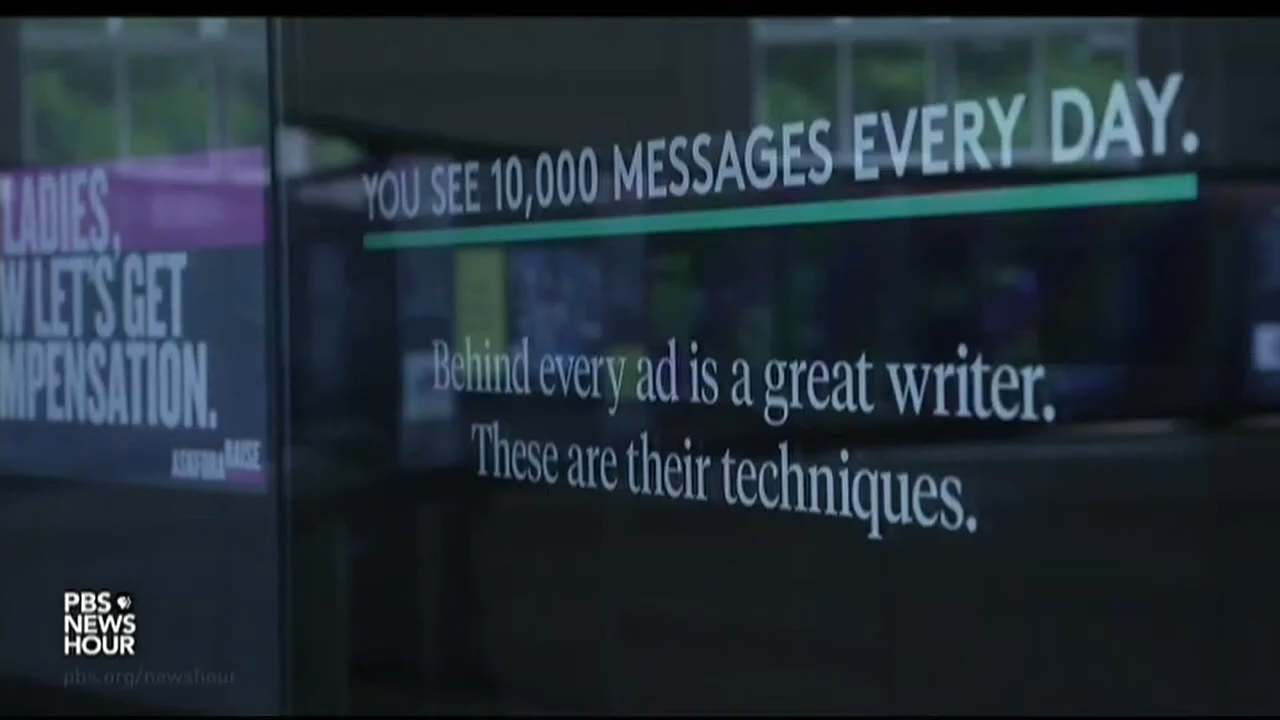 LADIES,
W LET'S GET
MPENSATION.
ASKFORARAISE
YOU SEE 10,000 MESSAGES EVERY DAY.
Behind every ad is a great writer.
These are their techniques.
PBS
NEWS
HOUR
pbs.org/newshour